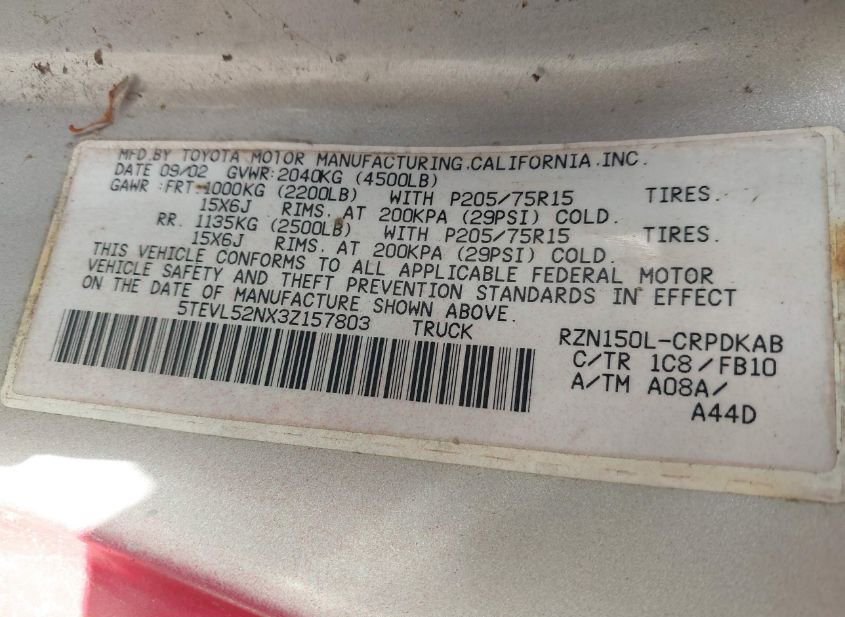 MFD.BY TOYOTA MOTOR MANUFACTURING.CALIFORNIA.INC.
DATE 09/02 GVWR:2040KG (4500LB)
GAWR:FRT-1000KG (2200LB) WITH P205/75R15 TIRES.
15X6J RIMS. AT 200KPA (29PSI) COLD.
RR. 1135KG (2500LB) WITH P205/75R15 TIRES.
15X6J RIMS. AT 200KPA (29PSI) COLD.
THIS VEHICLE CONFORMS TO ALL APPLICABLE FEDERAL MOTOR
VEHICLE SAFETY AND THEFT PREVENTION STANDARDS IN EFFECT
ON THE DATE OF MANUFACTURE SHOWN ABOVE.
5TEVL52NX3Z157803 TRUCK
RZN150L-CRPDKAB
C/TR 1C8/FB10
A/TM A08A/
A44D